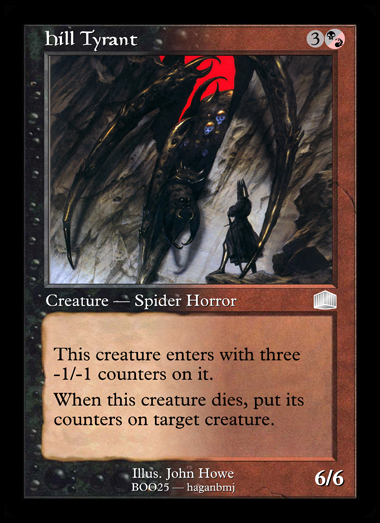 hill Tyrant
3
Creature — Spider Horror
This creature enters with three
-1/-1 counters on it.
When this creature dies, put its
counters on target creature.
Illus. John Howe
BOO25 — haganbmj
6/6